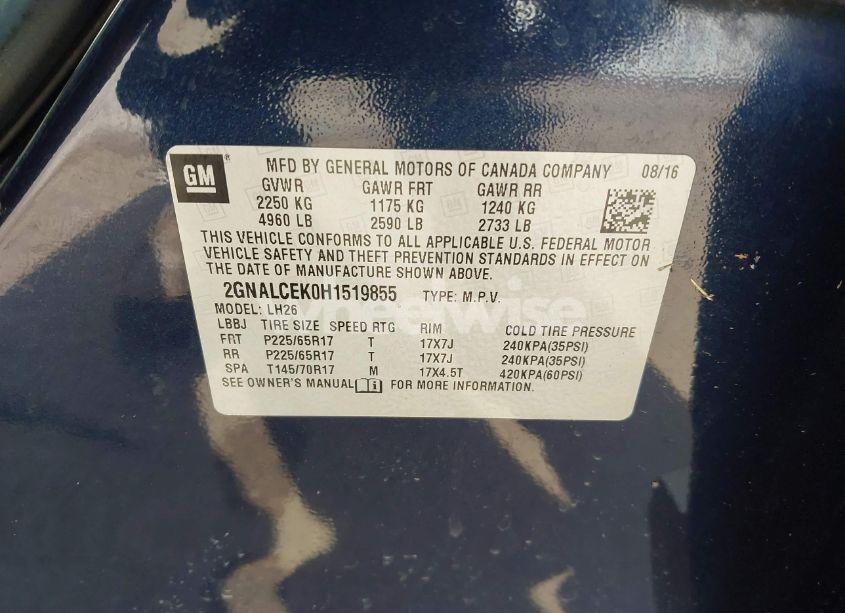 GM ® MFD BY GENERAL MOTORS OF CANADA COMPANY 08/16
GVWR GAWR FRT GAWR RR
2250 KG 1175 KG 1240 KG
4960 LB 2590 LB 2733 LB
THIS VEHICLE CONFORMS TO ALL APPLICABLE U.S. FEDERAL MOTOR
VEHICLE SAFETY AND THEFT PREVENTION STANDARDS IN EFFECT ON
THE DATE OF MANUFACTURE SHOWN ABOVE.
2GNALCEK0H1519855 TYPE: M.P.V.
MODEL: LH26
LBBJ TIRE SIZE SPEED RTG RIM COLD TIRE PRESSURE
FRT P225/65R17 T 17X7J 240KPA(35PSI)
RR P225/65R17 T 17X7J 240KPA(35PSI)
SPA T145/70R17 M 17X4.5T 420KPA(60PSI)
SEE OWNER'S MANUAL FOR MORE INFORMATION.